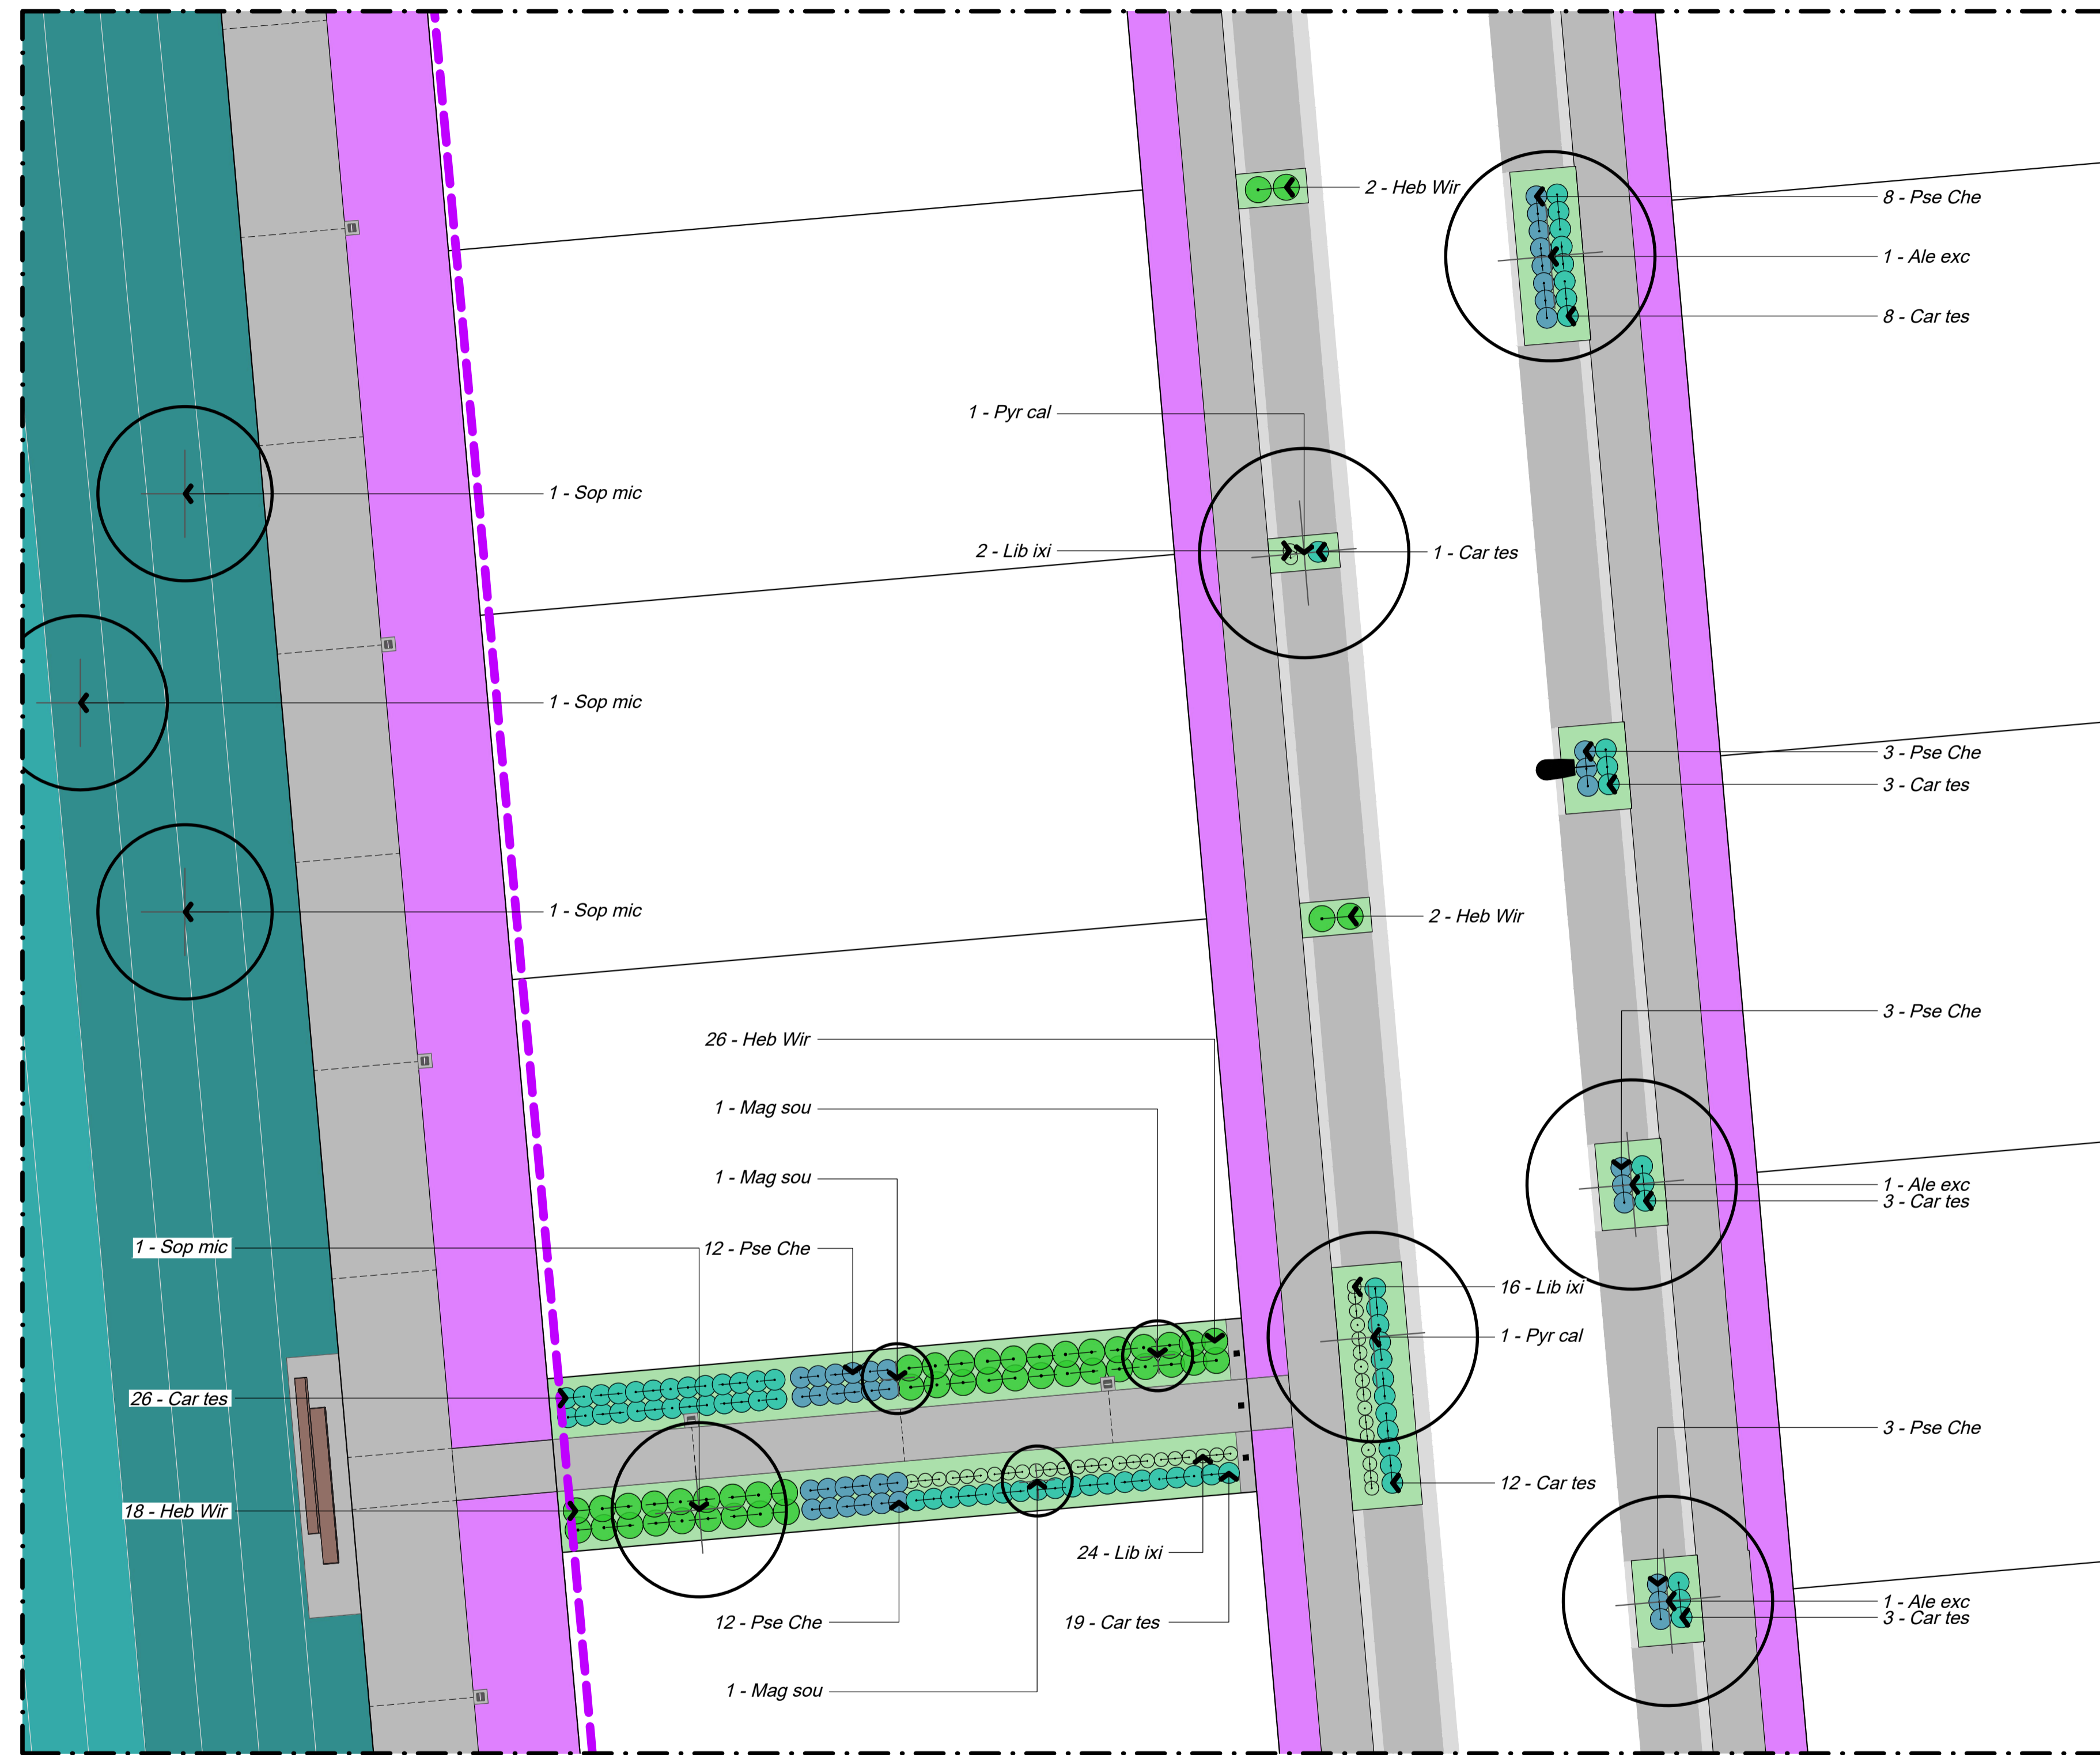 2 - Heb Wir
8 - Pse Che
1 - Ale exc
8 - Car tes
1 - Pyr cal
1 - Sop mic
2 - Lib ixi
1 - Car tes
1 - Sop mic
3 - Pse Che
3 - Car tes
1 - Sop mic
2 - Heb Wir
3 - Pse Che
26 - Heb Wir
1 - Mag sou
1 - Mag sou
1 - Ale exc
3 - Car tes
1 - Sop mic
12 - Pse Che
16 - Lib ixi
1 - Pyr cal
26 - Car tes
3 - Pse Che
12 - Car tes
18 - Heb Wir
24 - Lib ixi
1 - Ale exc
3 - Car tes
12 - Pse Che
19 - Car tes
1 - Mag sou